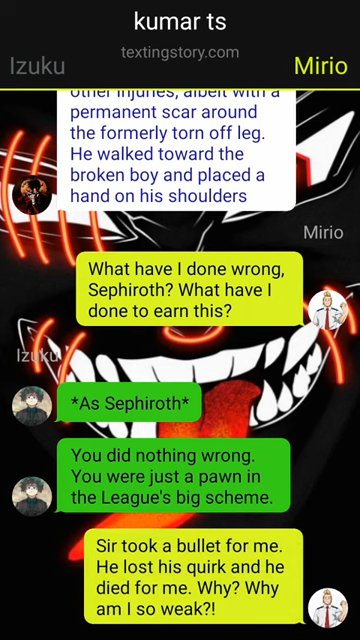 kumar ts
textingstory.com
Izuku
Mirio
other injuries, albeit with a
permanent scar around
the formerly torn off leg.
He walked toward the
broken boy and placed a
hand on his shoulders
Mirio
What have I done wrong,
Sephiroth? What have I
done to earn this?
Izuku
*As Sephiroth*
You did nothing wrong.
You were just a pawn in
the League's big scheme.
Sir took a bullet for me.
He lost his quirk and he
died for me. Why? Why
am I so weak?!